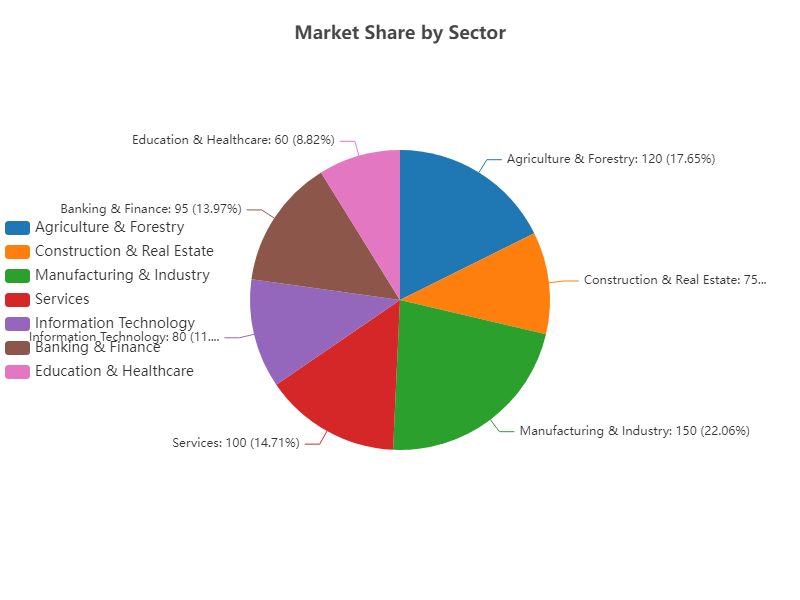 Market Share by Sector
Education & Healthcare: 60 (8.82%)
Agriculture & Forestry: 120 (17.65%)
Banking & Finance: 95 (13.97%)
Construction & Real Estate: 75...
Information Technology: 80 (11....
Manufacturing & Industry: 150 (22.06%)
Services: 100 (14.71%)
Agriculture & Forestry
Construction & Real Estate
Manufacturing & Industry
Services
Information Technology
Banking & Finance
Education & Healthcare